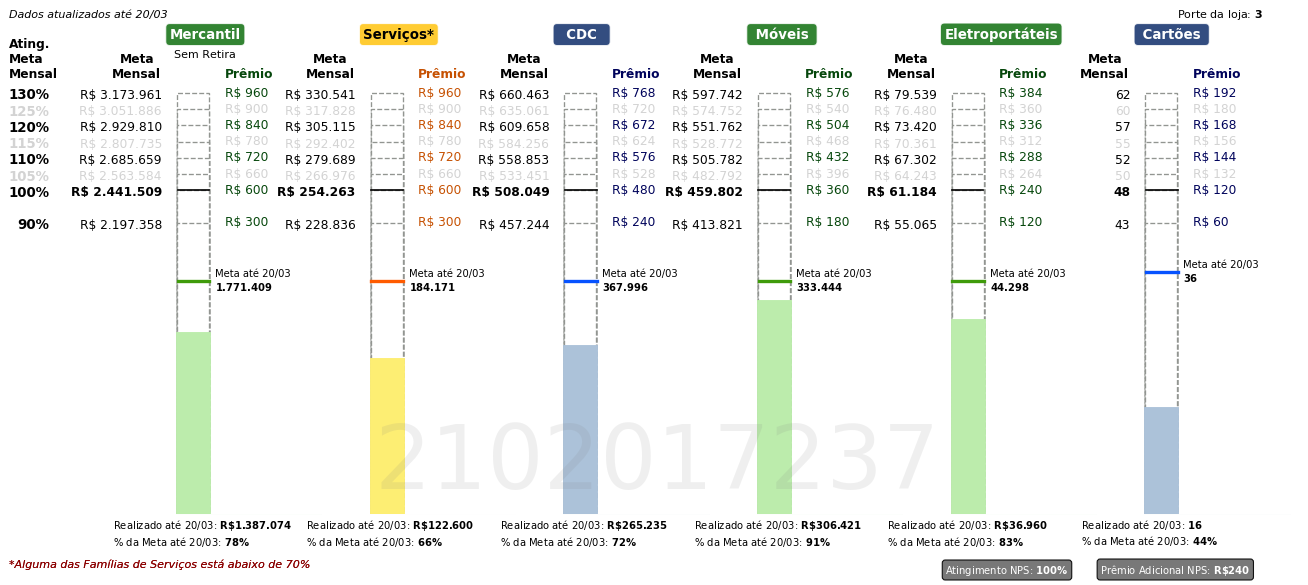 Dados atualizados até 20/03
Porte da loja: 3
Mercantil Serviços* CDC Móveis Eletroportáteis Cartões
Sem Retira
Ating. Meta Mensal
Meta Mensal Prêmio Meta Mensal Prêmio Meta Mensal Prêmio Meta Mensal Prêmio Meta Mensal Prêmio Meta Mensal Prêmio
130% R$ 3.173.961 R$ 960 R$ 330.541 R$ 960 R$ 660.463 R$ 768 R$ 597.742 R$ 576 R$ 79.539 R$ 384 62 R$ 192
125% R$ 3.051.886 R$ 900 R$ 317.828 R$ 900 R$ 635.061 R$ 720 R$ 574.752 R$ 540 R$ 76.480 R$ 360 60 R$ 180
120% R$ 2.929.810 R$ 840 R$ 305.115 R$ 840 R$ 609.658 R$ 672 R$ 551.762 R$ 504 R$ 73.420 R$ 336 57 R$ 168
115% R$ 2.807.735 R$ 780 R$ 292.402 R$ 780 R$ 584.256 R$ 624 R$ 528.772 R$ 468 R$ 70.361 R$ 312 55 R$ 156
110% R$ 2.685.659 R$ 720 R$ 279.689 R$ 720 R$ 558.853 R$ 576 R$ 505.782 R$ 432 R$ 67.302 R$ 288 52 R$ 144
105% R$ 2.563.584 R$ 660 R$ 266.976 R$ 660 R$ 533.451 R$ 528 R$ 482.792 R$ 396 R$ 64.243 R$ 264 50 R$ 132
100% R$ 2.441.509 R$ 600 R$ 254.263 R$ 600 R$ 508.049 R$ 480 R$ 459.802 R$ 360 R$ 61.184 R$ 240 48 R$ 120
90% R$ 2.197.358 R$ 300 R$ 228.836 R$ 300 R$ 457.244 R$ 240 R$ 413.821 R$ 180 R$ 55.065 R$ 120 43 R$ 60
Meta até 20/03 Meta até 20/03 Meta até 20/03 Meta até 20/03 Meta até 20/03 Meta até 20/03
1.771.409 184.171 367.996 333.444 44.298 36
2102017237
Realizado até 20/03: R$1.387.074 Realizado até 20/03: R$122.600 Realizado até 20/03: R$265.235 Realizado até 20/03: R$306.421 Realizado até 20/03: R$36.960 Realizado até 20/03: 16
% da Meta até 20/03: 78% % da Meta até 20/03: 66% % da Meta até 20/03: 72% % da Meta até 20/03: 91% % da Meta até 20/03: 83% % da Meta até 20/03: 44%
*Alguma das Famílias de Serviços está abaixo de 70%
Atingimento NPS: 100% Prêmio Adicional NPS: R$240